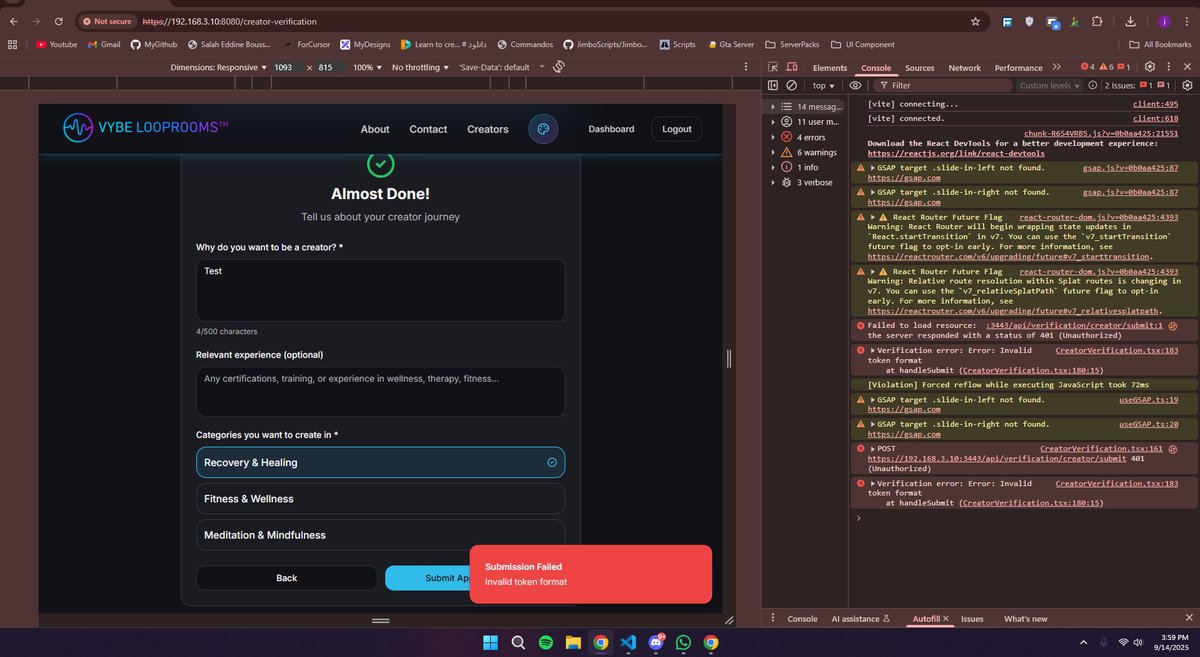 Not secure
https://192.168.3.10:8080/creator-verification
Youtube
Gmail
MyGithub
Salah Eddine Bouss...
ForCursor
MyDesigns
Commandos
JimboScripts/Jimbo...
Scripts
Gta Server
ServerPacks
UI Component
All Bookmarks
Dimensions: Responsive
1093 × 815
100%
No throttling
'Save-Data': default
VYBE LOOPROOMS™
About
Contact
Creators
Dashboard
Logout
Almost Done!
Tell us about your creator journey
Why do you want to be a creator? *
Test
4/500 characters
Relevant experience (optional)
Any certifications, training, or experience in wellness, therapy, fitness...
Categories you want to create in *
Recovery & Healing
Fitness & Wellness
Meditation & Mindfulness
Back
Submit Ap
Submission Failed
Invalid token format
Elements
Console
Sources
Network
Performance
4
6
1
top
Filter
Custom levels
2 Issues:
1
1
14 messag...
11 user m...
4 errors
6 warnings
1 info
3 verbose
[vite] connecting... client:495
[vite] connected. client:618
chunk-R6S4VRB5.js?v=0b0aa425:21551
Download the React DevTools for a better development experience:
https://reactjs.org/link/react-devtools
GSAP target .slide-in-left not found. gsap.js?v=0b0aa425:87
https://gsap.com
GSAP target .slide-in-right not found. gsap.js?v=0b0aa425:87
https://gsap.com
React Router Future Flag react-router-dom.js?v=0b0aa425:4393
Warning: React Router will begin wrapping state updates in
`React.startTransition` in v7. You can use the `v7_startTransition`
future flag to opt-in early. For more information, see
https://reactrouter.com/v6/upgrading/future#v7_starttransition.
React Router Future Flag react-router-dom.js?v=0b0aa425:4393
Warning: Relative route resolution within Splat routes is changing in
v7. You can use the `v7_relativeSplatPath` future flag to opt-in
early. For more information, see
https://reactrouter.com/v6/upgrading/future#v7_relativesplatpath.
Failed to load resource: :3443/api/verification/creator/submit:1
the server responded with a status of 401 (Unauthorized)
Verification error: Error: Invalid CreatorVerification.tsx:183
token format
at handleSubmit (CreatorVerification.tsx:180:15)
[Violation] Forced reflow while executing JavaScript took 72ms
GSAP target .slide-in-left not found. useGSAP.ts:19
https://gsap.com
GSAP target .slide-in-right not found. useGSAP.ts:20
https://gsap.com
POST CreatorVerification.tsx:161
https://192.168.3.10:3443/api/verification/creator/submit 401
(Unauthorized)
Verification error: Error: Invalid CreatorVerification.tsx:183
token format
at handleSubmit (CreatorVerification.tsx:180:15)
Console
AI assistance
Autofill
Issues
What's new
3:59 PM
9/14/2025